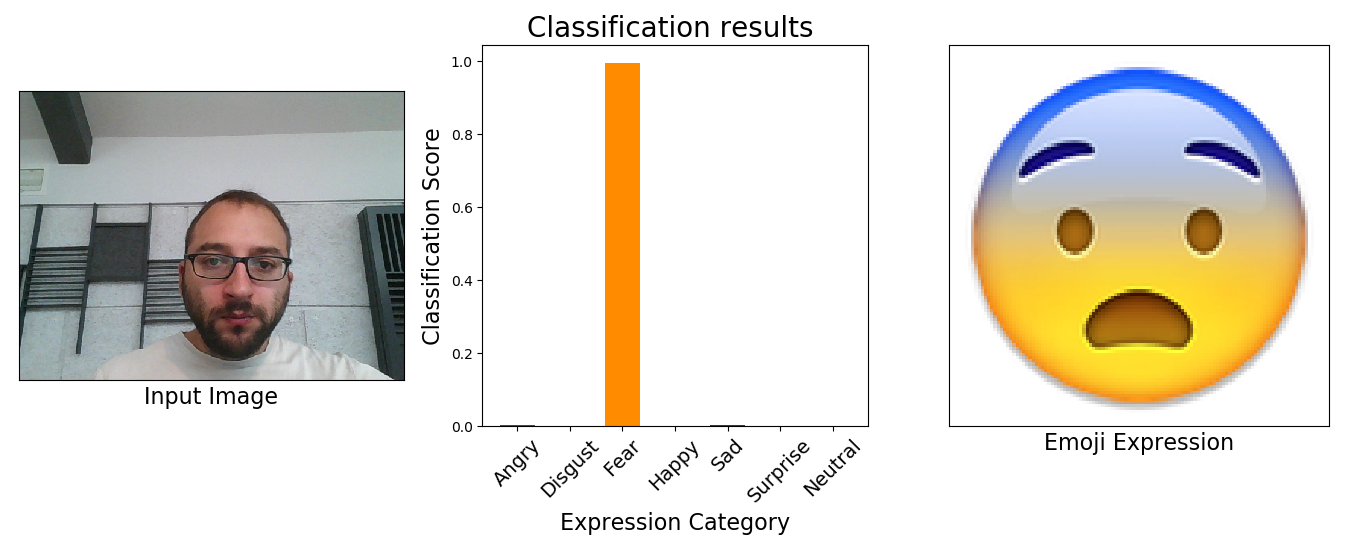 Classification results
1.0
0.8
0.6
0.4
0.2
0.0
Classification Score
Angry
Disgust
Fear
Happy
Sad
Surprise
Neutral
Expression Category
Input Image
Emoji Expression